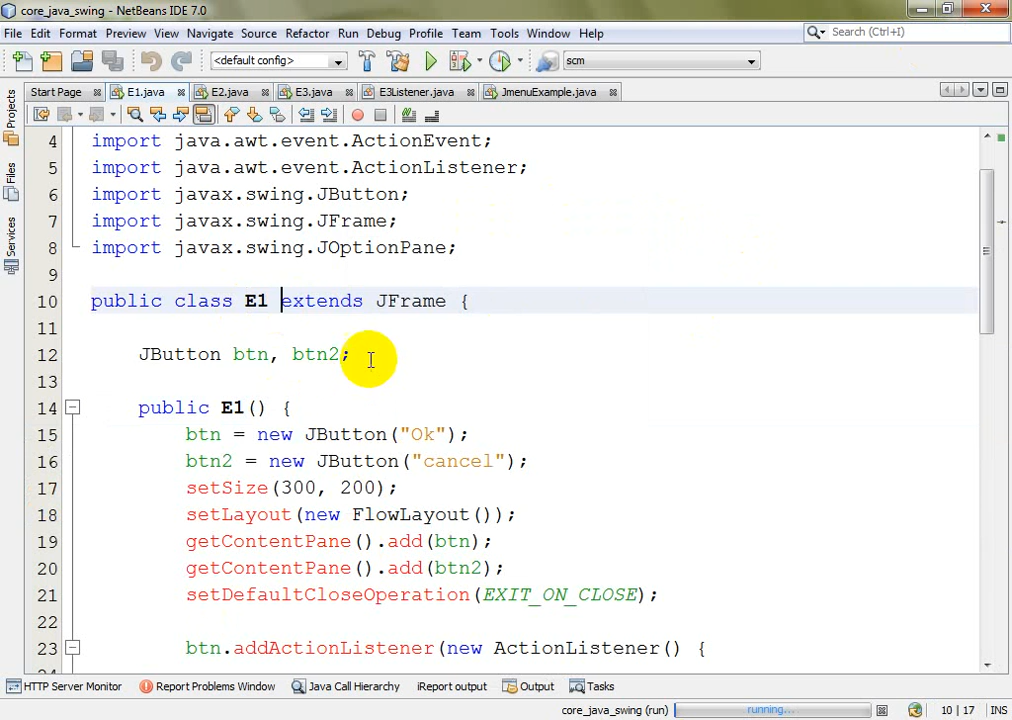 core_java_swing - NetBeans IDE 7.0
File Edit Format Preview View Navigate Source Refactor Run Debug Profile Team Tools Window Help
Search (Ctrl+I)
<default config>
scm
Start Page E1.java E2.java E3.java E3Listener.java JmenuExample.java
Projects
Files
Services
4 import java.awt.event.ActionEvent;
5 import java.awt.event.ActionListener;
6 import javax.swing.JButton;
7 import javax.swing.JFrame;
8 import javax.swing.JOptionPane;
9
10 public class E1 extends JFrame {
11
12 JButton btn, btn2;
13
14 public E1() {
15 btn = new JButton("Ok");
16 btn2 = new JButton("cancel");
17 setSize(300, 200);
18 setLayout(new FlowLayout());
19 getContentPane().add(btn);
20 getContentPane().add(btn2);
21 setDefaultCloseOperation(EXIT_ON_CLOSE);
22
23 btn.addActionListener(new ActionListener() {
HTTP Server Monitor Report Problems Window Java Call Hierarchy iReport output Output Tasks
core_java_swing (run) running... 10 | 17 INS